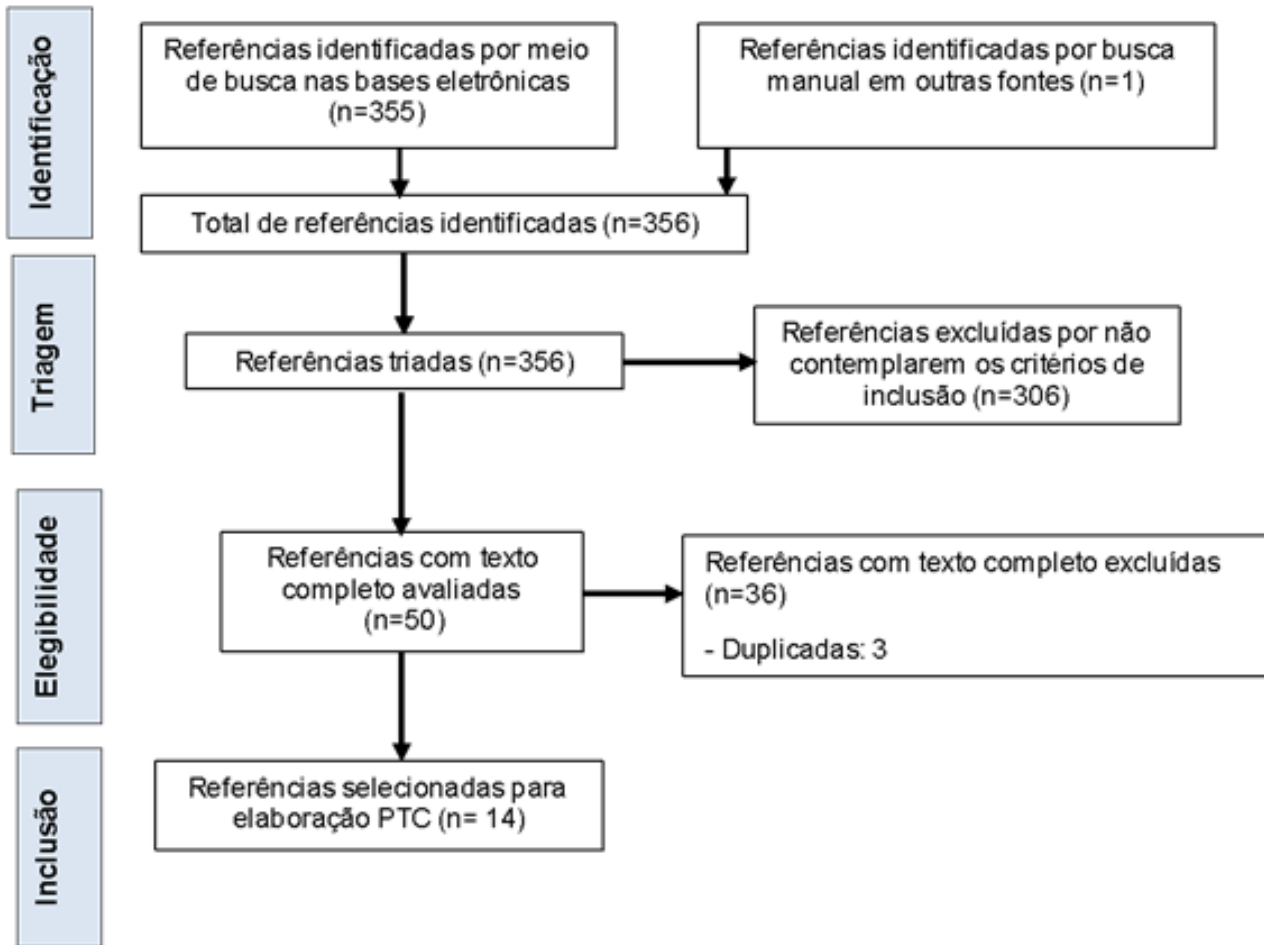 Identificação
Referências identificadas por meio
de busca nas bases eletrônicas
(n=355)
Referências identificadas por busca
manual em outras fontes (n=1)
Total de referências identificadas (n=356)
Triagem
Referências triadas (n=356)
Referências excluídas por não
contemplarem os critérios de
inclusão (n=306)
Elegibilidade
Referências com texto
completo avaliadas
(n=50)
Referências com texto completo excluídas
(n=36)
- Duplicadas: 3
Inclusão
Referências selecionadas para
elaboração PTC (n= 14)